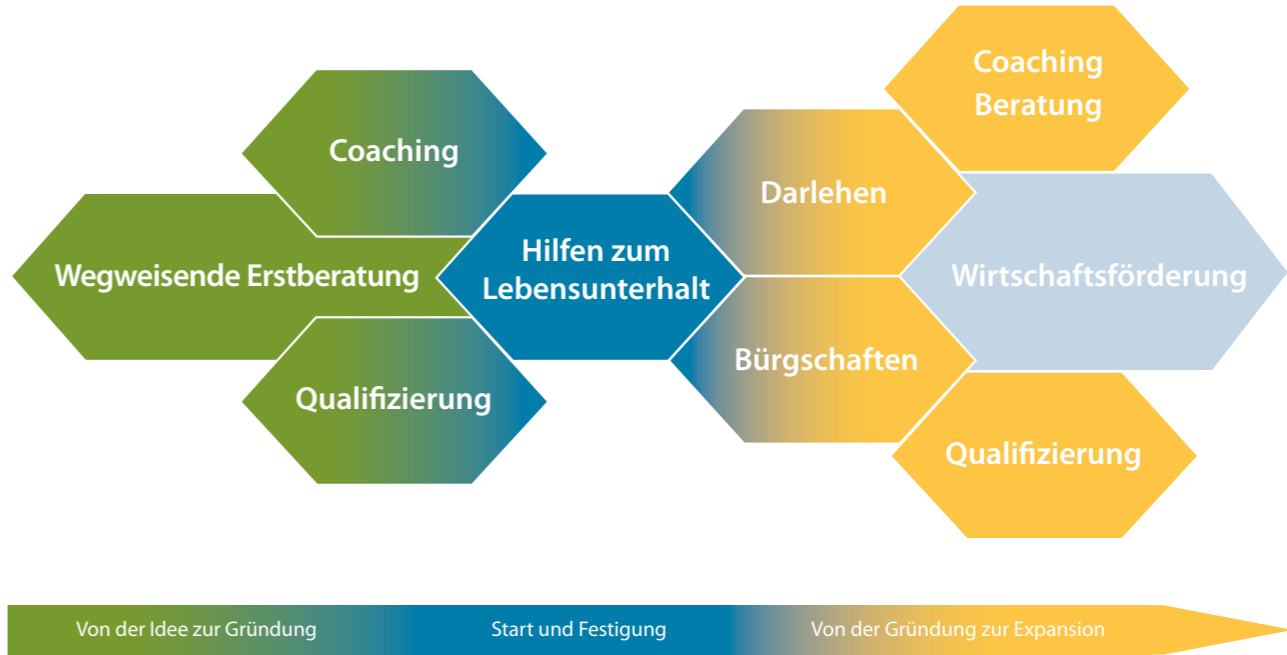 Coaching
Wegweisende Erstberatung
Qualifizierung
Hilfen zum
Lebensunterhalt
Darlehen
Bürgschaften
Coaching
Beratung
Wirtschaftsförderung
Qualifizierung
Von der Idee zur Gründung
Start und Festigung
Von der Gründung zur Expansion